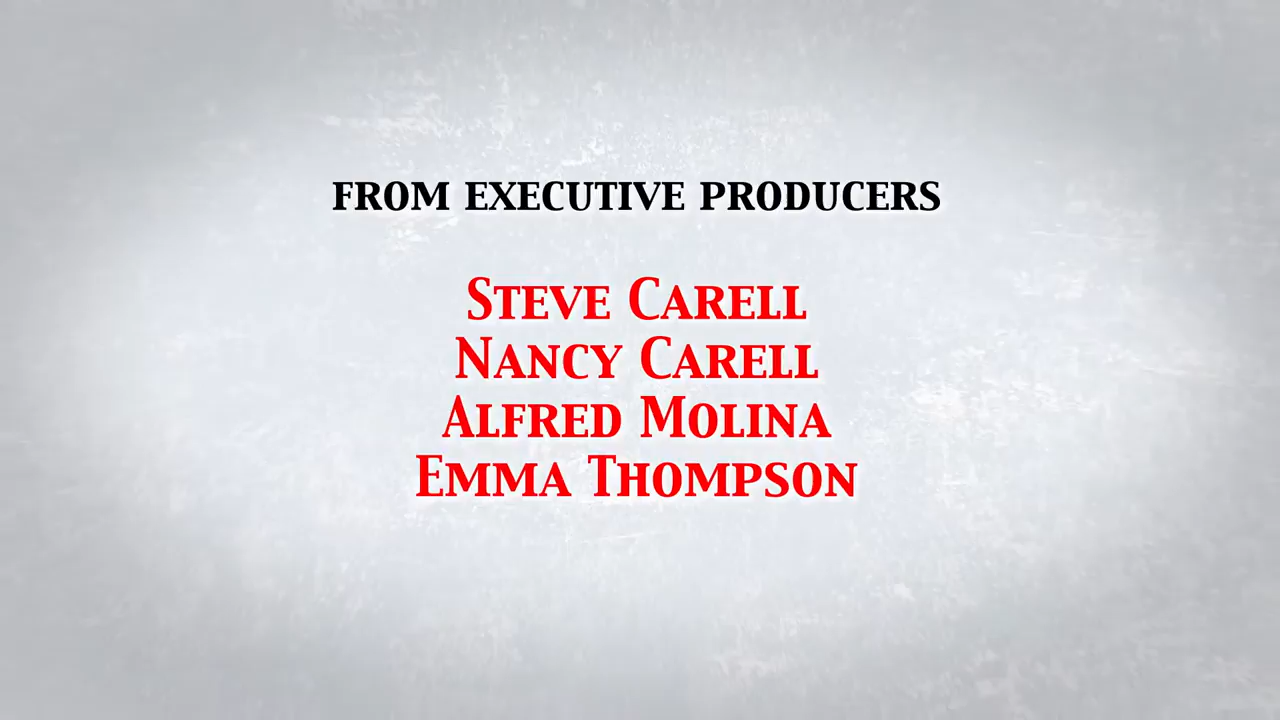 FROM EXECUTIVE PRODUCERS
STEVE CARELL
NANCY CARELL
ALFRED MOLINA
EMMA THOMPSON